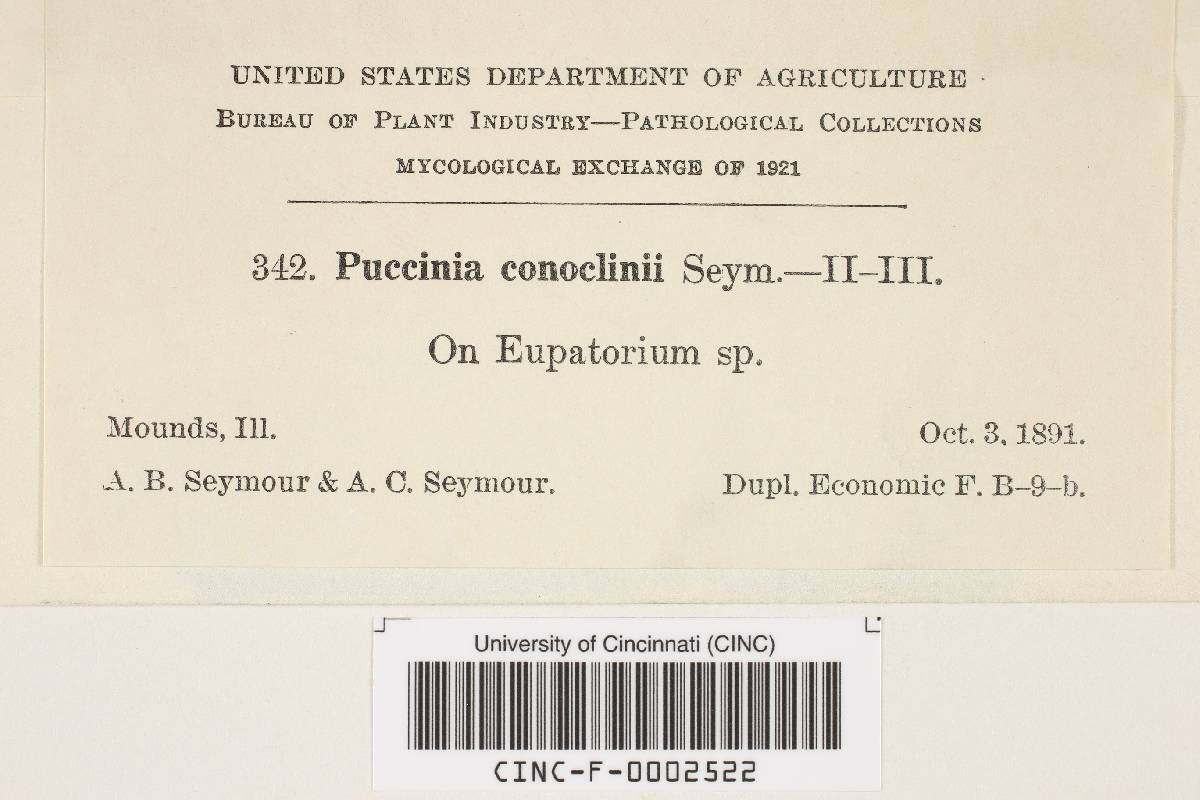 UNITED STATES DEPARTMENT OF AGRICULTURE
BUREAU OF PLANT INDUSTRY—PATHOLOGICAL COLLECTIONS
MYCOLOGICAL EXCHANGE OF 1921
342. Puccinia conoclinii Seym.—II–III.
On Eupatorium sp.
Mounds, Ill. Oct. 3, 1891.
A. B. Seymour & A. C. Seymour. Dupl. Economic F. B–9–b.
University of Cincinnati (CINC)
CINC-F-0002522